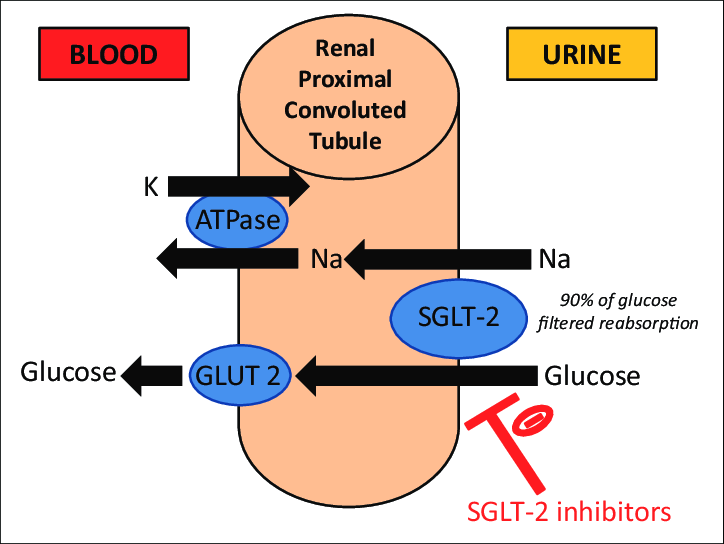 BLOOD
Renal
Proximal
Convoluted
Tubule
URINE
K
ATPase
Na
Na
SGLT-2
90% of glucose
filtered reabsorption
Glucose
GLUT 2
Glucose
SGLT-2 inhibitors